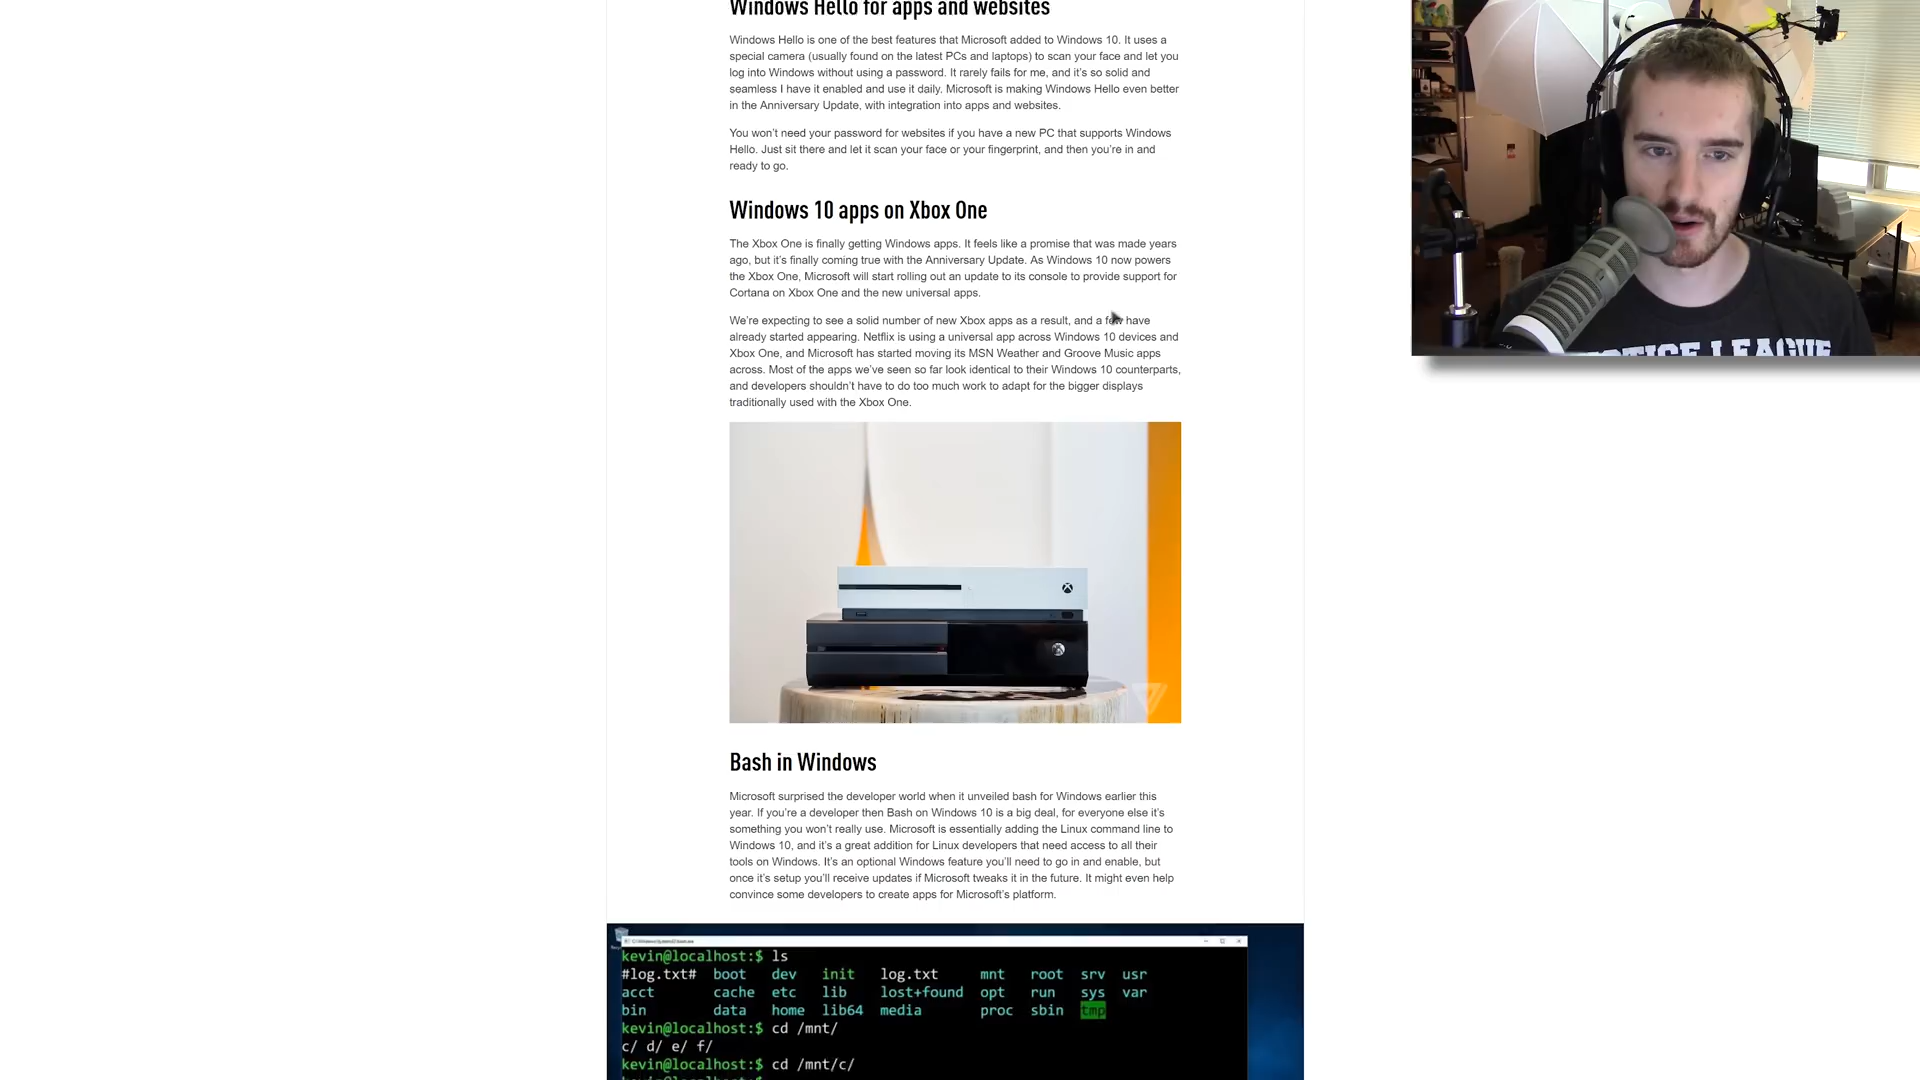 Windows Hello for apps and websites
Windows Hello is one of the best features that Microsoft added to Windows 10. It uses a
special camera (usually found on the latest PCs and laptops) to scan your face and let you
log into Windows without using a password. It rarely fails for me, and it's so solid and
seamless I have it enabled and use it daily. Microsoft is making Windows Hello even better
in the Anniversary Update, with integration into apps and websites.
You won't need your password for websites if you have a new PC that supports Windows
Hello. Just sit there and let it scan your face or your fingerprint, and then you're in and
ready to go.
Windows 10 apps on Xbox One
The Xbox One is finally getting Windows apps. It feels like a promise that was made years
ago, but it's finally coming true with the Anniversary Update. As Windows 10 now powers
the Xbox One, Microsoft will start rolling out an update to its console to provide support for
Cortana on Xbox One and the new universal apps.
We're expecting to see a solid number of new Xbox apps as a result, and a few have
already started appearing. Netflix is using a universal app across Windows 10 devices and
Xbox One, and Microsoft has started moving its MSN Weather and Groove Music apps
across. Most of the apps we've seen so far look identical to their Windows 10 counterparts,
and developers shouldn't have to do too much work to adapt for the bigger displays
traditionally used with the Xbox One.
Bash in Windows
Microsoft surprised the developer world when it unveiled bash for Windows earlier this
year. If you're a developer then Bash on Windows 10 is a big deal, for everyone else it's
something you won't really use. Microsoft is essentially adding the Linux command line to
Windows 10, and it's a great addition for Linux developers that need access to all their
tools on Windows. It's an optional Windows feature you'll need to go in and enable, but
once it's setup you'll receive updates if Microsoft tweaks it in the future. It might even help
convince some developers to create apps for Microsoft's platform.
kevin@localhost:$ ls
#log.txt# boot dev init log.txt mnt root srv usr
acct cache etc lib lost+found opt run sys var
bin data home lib64 media proc sbin tmp
kevin@localhost:$ cd /mnt/
c/ d/ e/ f/
kevin@localhost:$ cd /mnt/c/
LEAGUE